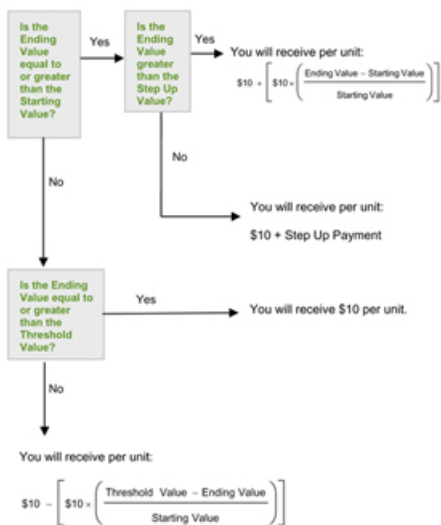 Is the
Ending
Value
equal to
or greater
than the
Starting
Value?
Yes
Is the
Ending
Value
greater
than the
Step Up
Value?
Yes
You will receive per unit:
$10 + [ $10 × ( Ending Value – Starting Value
Starting Value ) ]
No
No
You will receive per unit:
$10 + Step Up Payment
Is the Ending
Value equal to
or greater
than the
Threshold
Value?
Yes
You will receive $10 per unit.
No
You will receive per unit:
$10 – [ $10 × ( Threshold Value – Ending Value
Starting Value ) ]